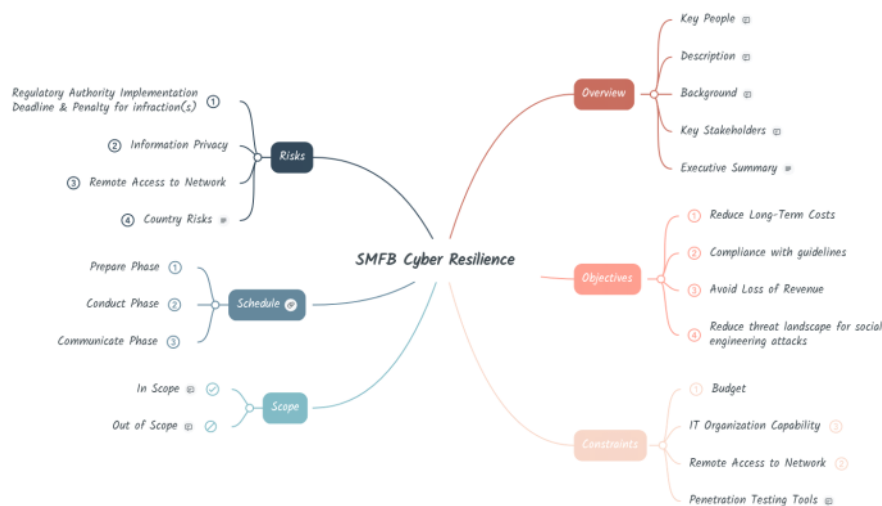 SMFB Cyber Resilience
Overview
Key People
Description
Background
Key Stakeholders
Executive Summary
Objectives
1 Reduce Long-Term Costs
2 Compliance with guidelines
3 Avoid Loss of Revenue
4 Reduce threat landscape for social
engineering attacks
Constraints
1 Budget
IT Organization Capability 3
Remote Access to Network 2
Penetration Testing Tools
Risks
Regulatory Authority Implementation
Deadline & Penalty for infraction(s) 1
2 Information Privacy
3 Remote Access to Network
4 Country Risks
Schedule
Prepare Phase 1
Conduct Phase 2
Communicate Phase 3
Scope
In Scope
Out of Scope